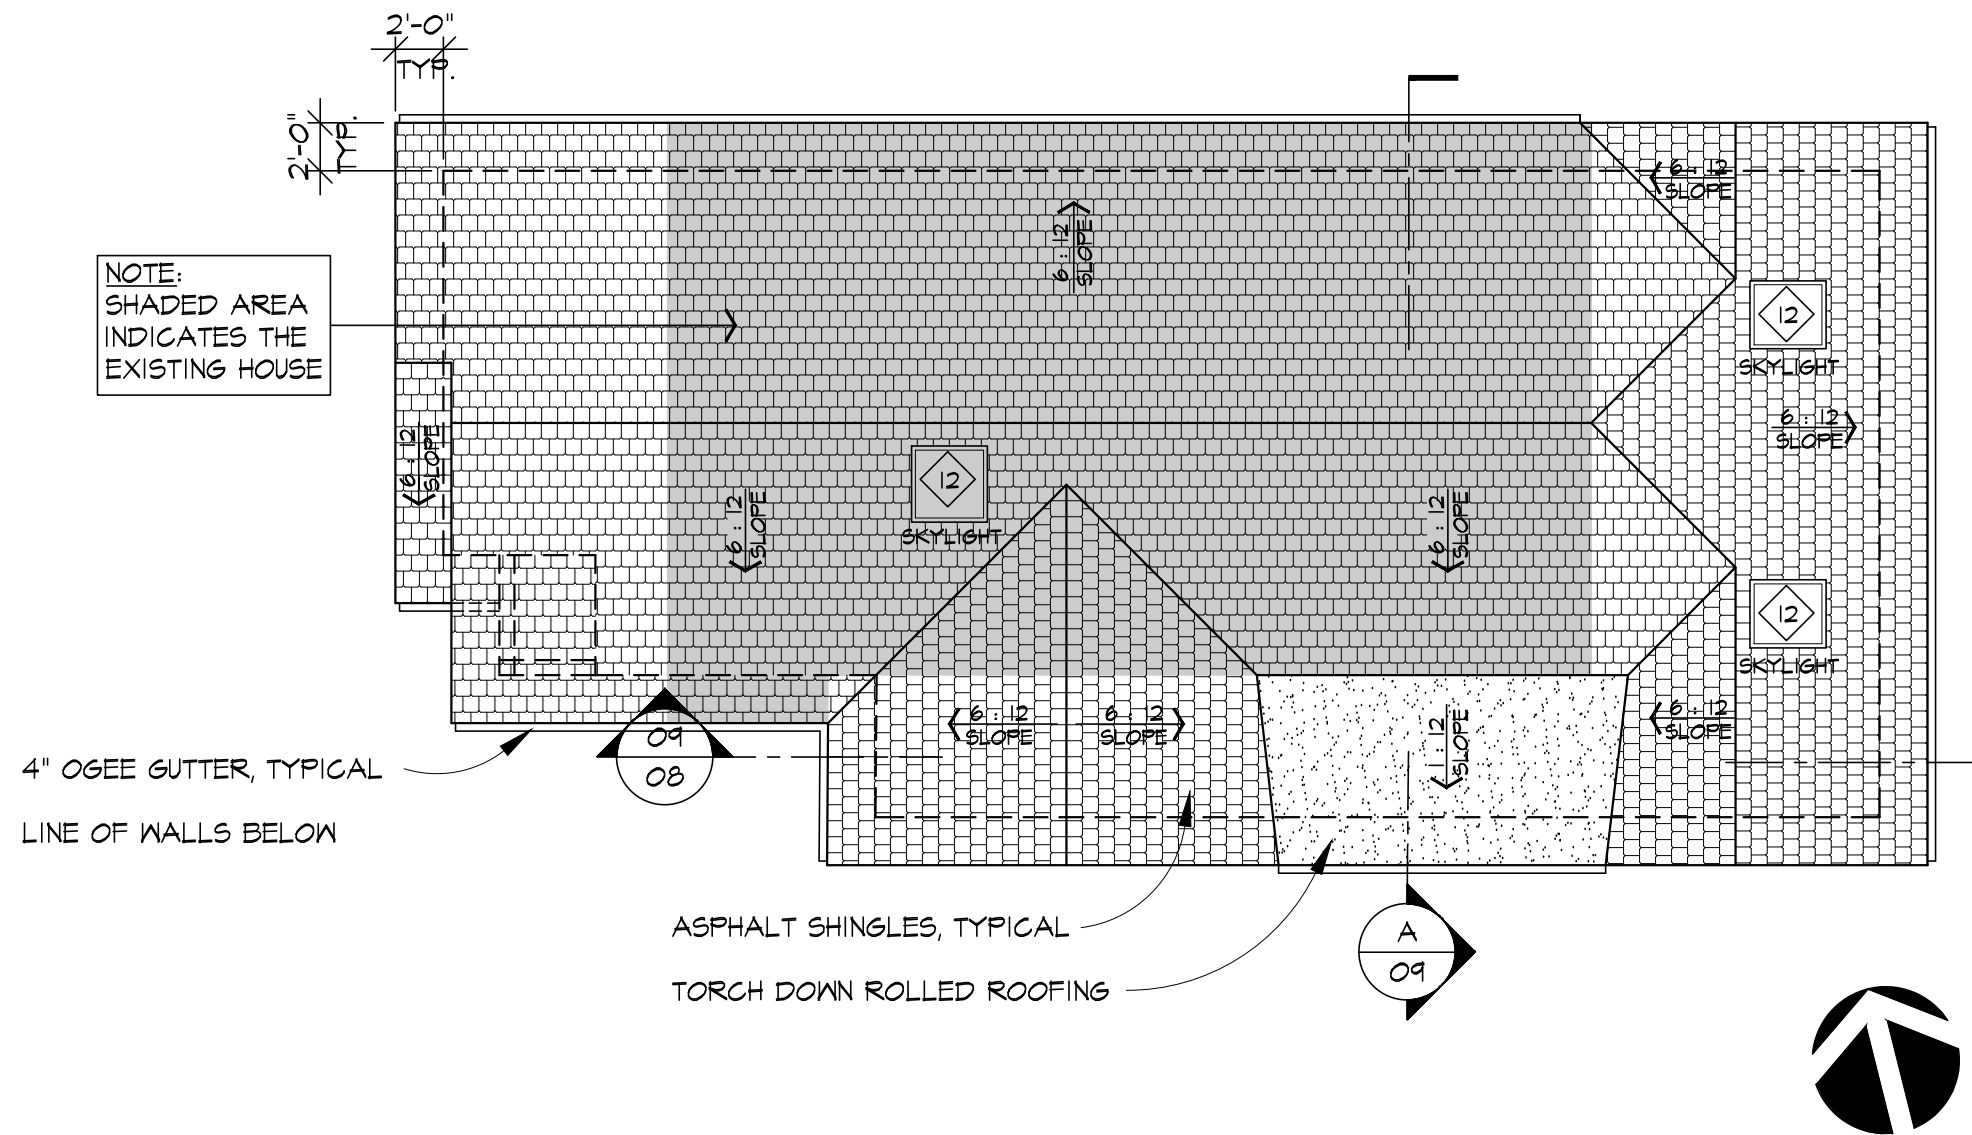 2'-0"
TYP.
2'-0"
TYP.
6 : 12
SLOPE
6 : 12
SLOPE
NOTE:
SHADED AREA
INDICATES THE
EXISTING HOUSE
12
SKYLIGHT
6 : 12
SLOPE
6 : 12
SLOPE
12
SKYLIGHT
6 : 12
SLOPE
6 : 12
SLOPE
12
SKYLIGHT
6 : 12
SLOPE
6 : 12
SLOPE
1 : 12
SLOPE
6 : 12
SLOPE
09
08
4" OGEE GUTTER, TYPICAL
LINE OF WALLS BELOW
ASPHALT SHINGLES, TYPICAL
A
09
TORCH DOWN ROLLED ROOFING